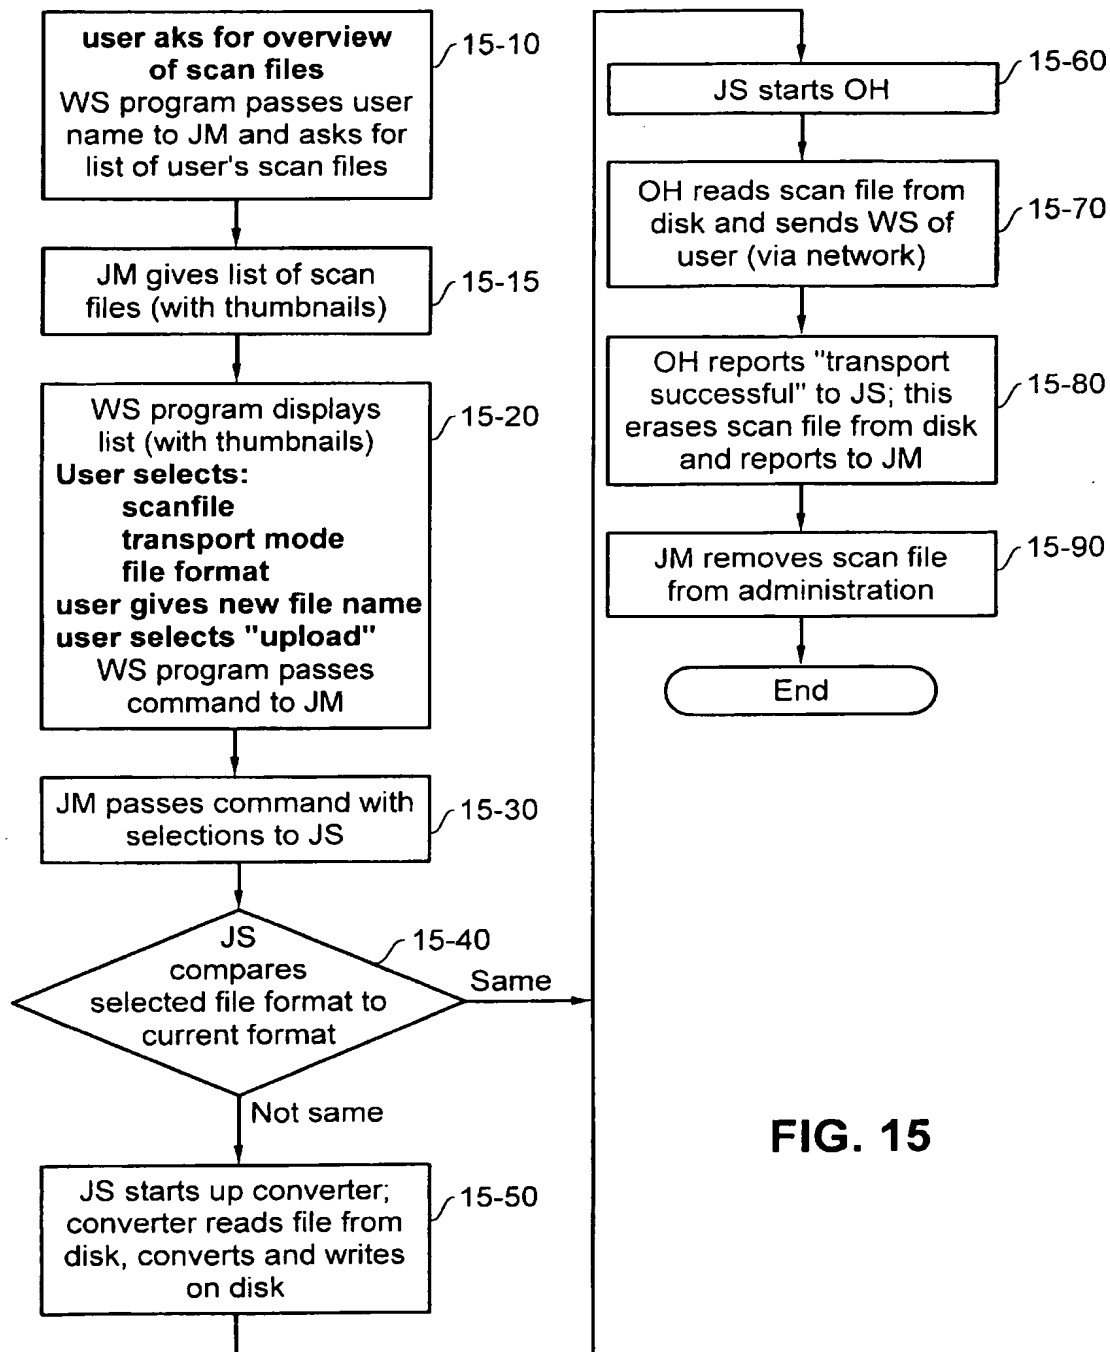 user aks for overview
of scan files
WS program passes user
name to JM and asks for
list of user's scan files
15-10
JM gives list of scan
files (with thumbnails)
15-15
WS program displays
list (with thumbnails)
User selects:
scanfile
transport mode
file format
user gives new file name
user selects "upload"
WS program passes
command to JM
15-20
JM passes command with
selections to JS
15-30
JS
compares
selected file format to
current format
15-40
Same
Not same
JS starts up converter;
converter reads file from
disk, converts and writes
on disk
15-50
JS starts OH
15-60
OH reads scan file from
disk and sends WS of
user (via network)
15-70
OH reports "transport
successful" to JS; this
erases scan file from disk
and reports to JM
15-80
JM removes scan file
from administration
15-90
End
FIG. 15